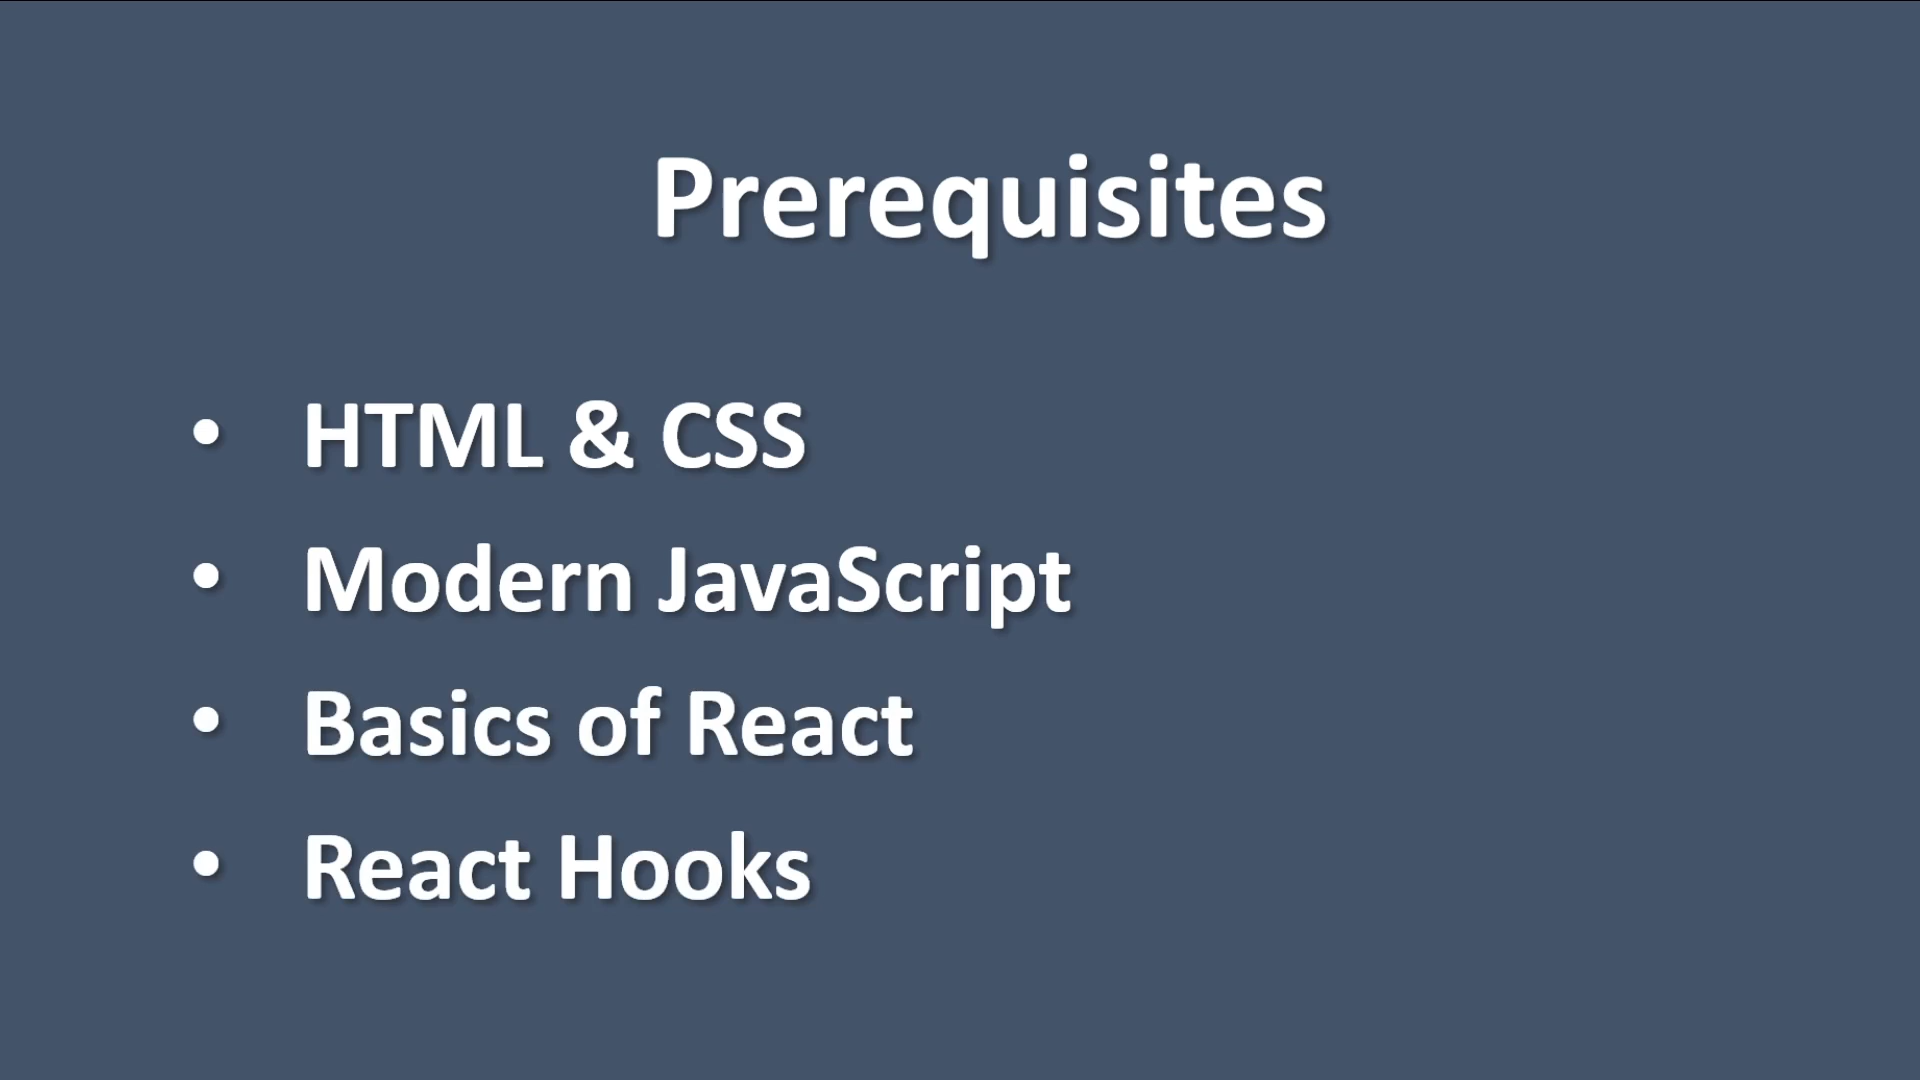 Prerequisites
• HTML & CSS
• Modern JavaScript
• Basics of React
• React Hooks